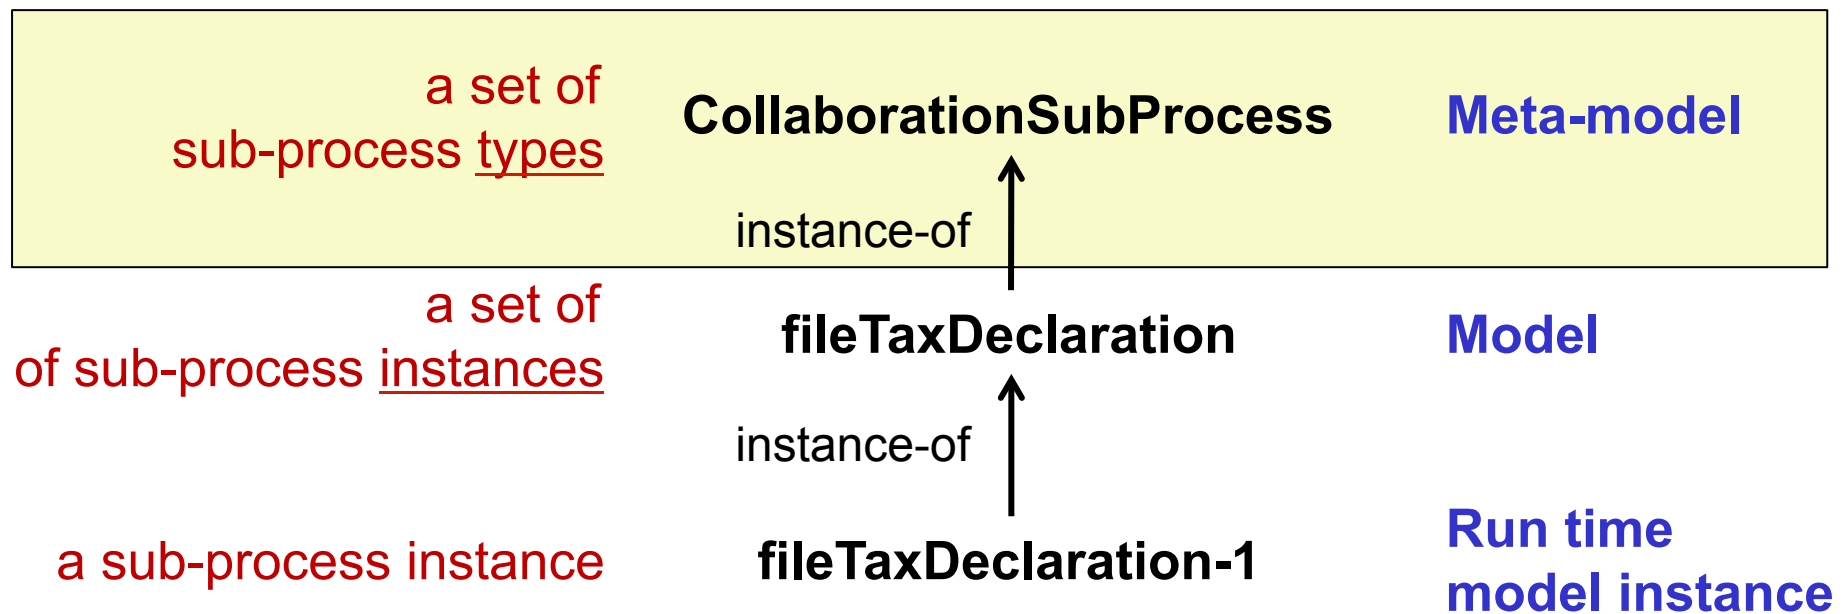 a set of
sub-process types
CollaborationSubProcess
Meta-model
instance-of
a set of
of sub-process instances
fileTaxDeclaration
Model
instance-of
a sub-process instance
fileTaxDeclaration-1
Run time
model instance